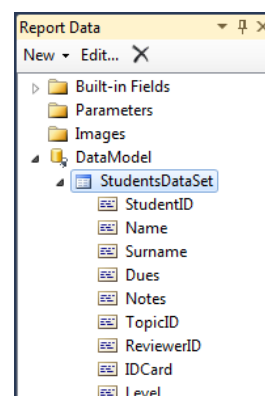 Report Data
New Edit...
Built-in Fields
Parameters
Images
DataModel
StudentsDataSet
StudentID
Name
Surname
Dues
Notes
TopicID
ReviewerID
IDCard
Level